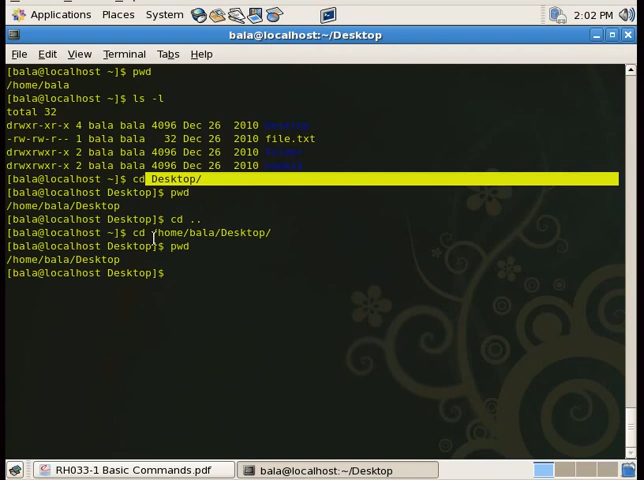 Applications Places System 2:02 PM
bala@localhost:~/Desktop
File Edit View Terminal Tabs Help
[bala@localhost ~]$ pwd
/home/bala
[bala@localhost ~]$ ls -l
total 32
drwxr-xr-x 4 bala bala 4096 Dec 26  2010 Desktop
-rw-rw-r-- 1 bala bala   32 Dec 26  2010 file.txt
drwxrwxr-x 2 bala bala 4096 Dec 26  2010
drwxrwxr-x 2 bala bala 4096 Dec 26  2010
[bala@localhost ~]$ cd Desktop/
[bala@localhost Desktop]$ pwd
/home/bala/Desktop
[bala@localhost Desktop]$ cd ..
[bala@localhost ~]$ cd /home/bala/Desktop/
[bala@localhost Desktop]$ pwd
/home/bala/Desktop
[bala@localhost Desktop]$
RH033-1 Basic Commands.pdf bala@localhost:~/Desktop